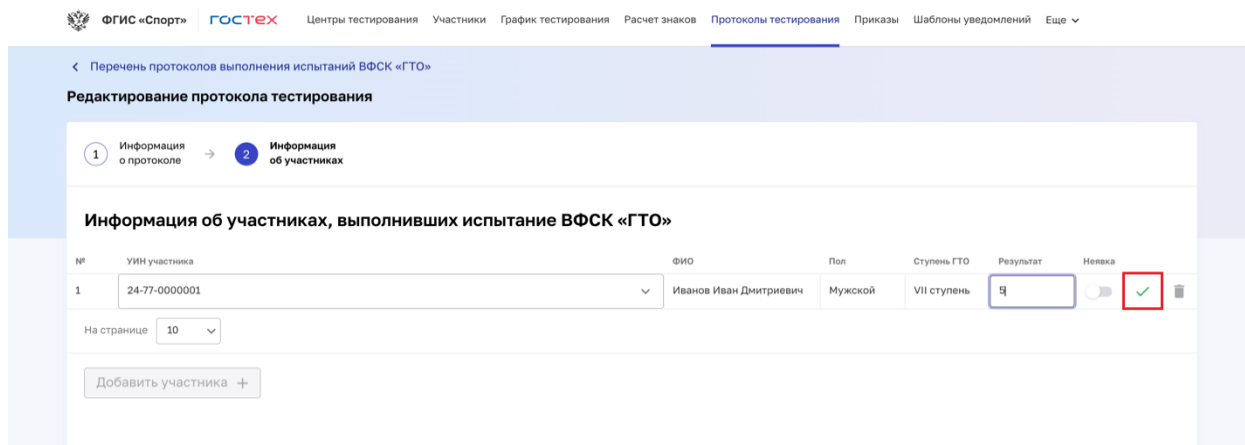 ФГИС «Спорт» ГОСТЕХ Центры тестирования Участники График тестирования Расчет знаков Протоколы тестирования Приказы Шаблоны уведомлений Еще
Перечень протоколов выполнения испытаний ВФСК «ГТО»
Редактирование протокола тестирования
1 Информация о протоколе → 2 Информация об участниках
Информация об участниках, выполнивших испытание ВФСК «ГТО»
№ УИН участника ФИО Пол Ступень ГТО Результат Неявка
1 24-77-0000001 Иванов Иван Дмитриевич Мужской VII ступень 5
На странице 10
Добавить участника +